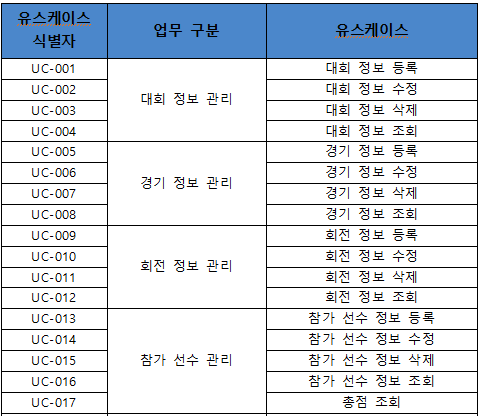 유스케이스 식별자 업무 구분 유스케이스
UC-001 대회 정보 관리 대회 정보 등록
UC-002 대회 정보 수정
UC-003 대회 정보 삭제
UC-004 대회 정보 조회
UC-005 경기 정보 관리 경기 정보 등록
UC-006 경기 정보 수정
UC-007 경기 정보 삭제
UC-008 경기 정보 조회
UC-009 회전 정보 관리 회전 정보 등록
UC-010 회전 정보 수정
UC-011 회전 정보 삭제
UC-012 회전 정보 조회
UC-013 참가 선수 관리 참가 선수 정보 등록
UC-014 참가 선수 정보 수정
UC-015 참가 선수 정보 삭제
UC-016 참가 선수 정보 조회
UC-017 총점 조회